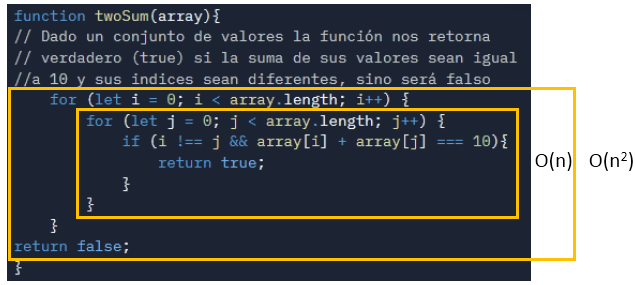 function twoSum(array){
// Dado un conjunto de valores la función nos retorna
// verdadero (true) si la suma de sus valores sean igual
//a 10 y sus indices sean diferentes, sino será falso
for (let i = 0; i < array.length; i++) {
for (let j = 0; j < array.length; j++) {
if (i !== j && array[i] + array[j] === 10){
return true;
}
}
}
return false;
}
O(n)
O(n²)